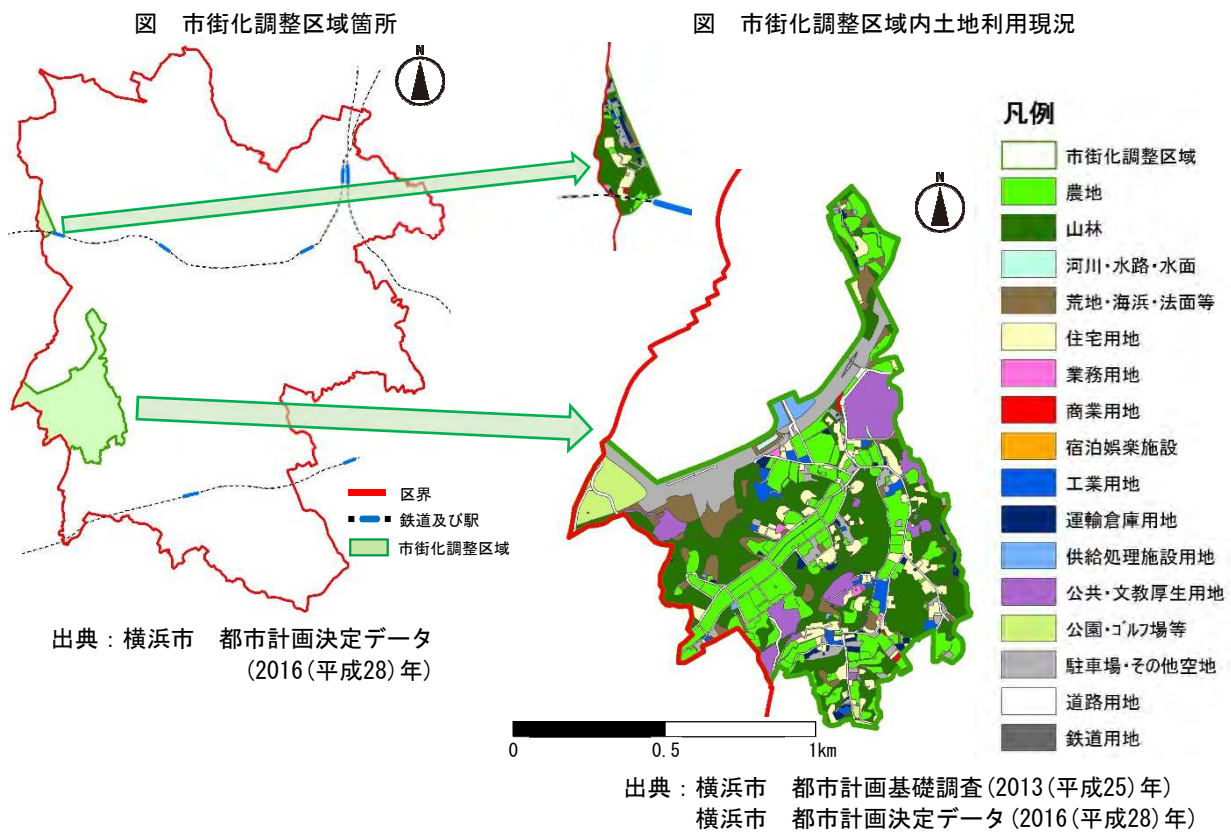 図　市街化調整区域箇所
N
区界
鉄道及び駅
市街化調整区域
出典：横浜市　都市計画決定データ
(2016(平成28)年)
図　市街化調整区域内土地利用現況
N
凡例
市街化調整区域
農地
山林
河川・水路・水面
荒地・海浜・法面等
住宅用地
業務用地
商業用地
宿泊娯楽施設
工業用地
運輸倉庫用地
供給処理施設用地
公共・文教厚生用地
公園・ｺﾞﾙﾌ場等
駐車場・その他空地
道路用地
鉄道用地
0　0.5　1km
出典：横浜市　都市計画基礎調査(2013(平成25)年)
横浜市　都市計画決定データ(2016(平成28)年)